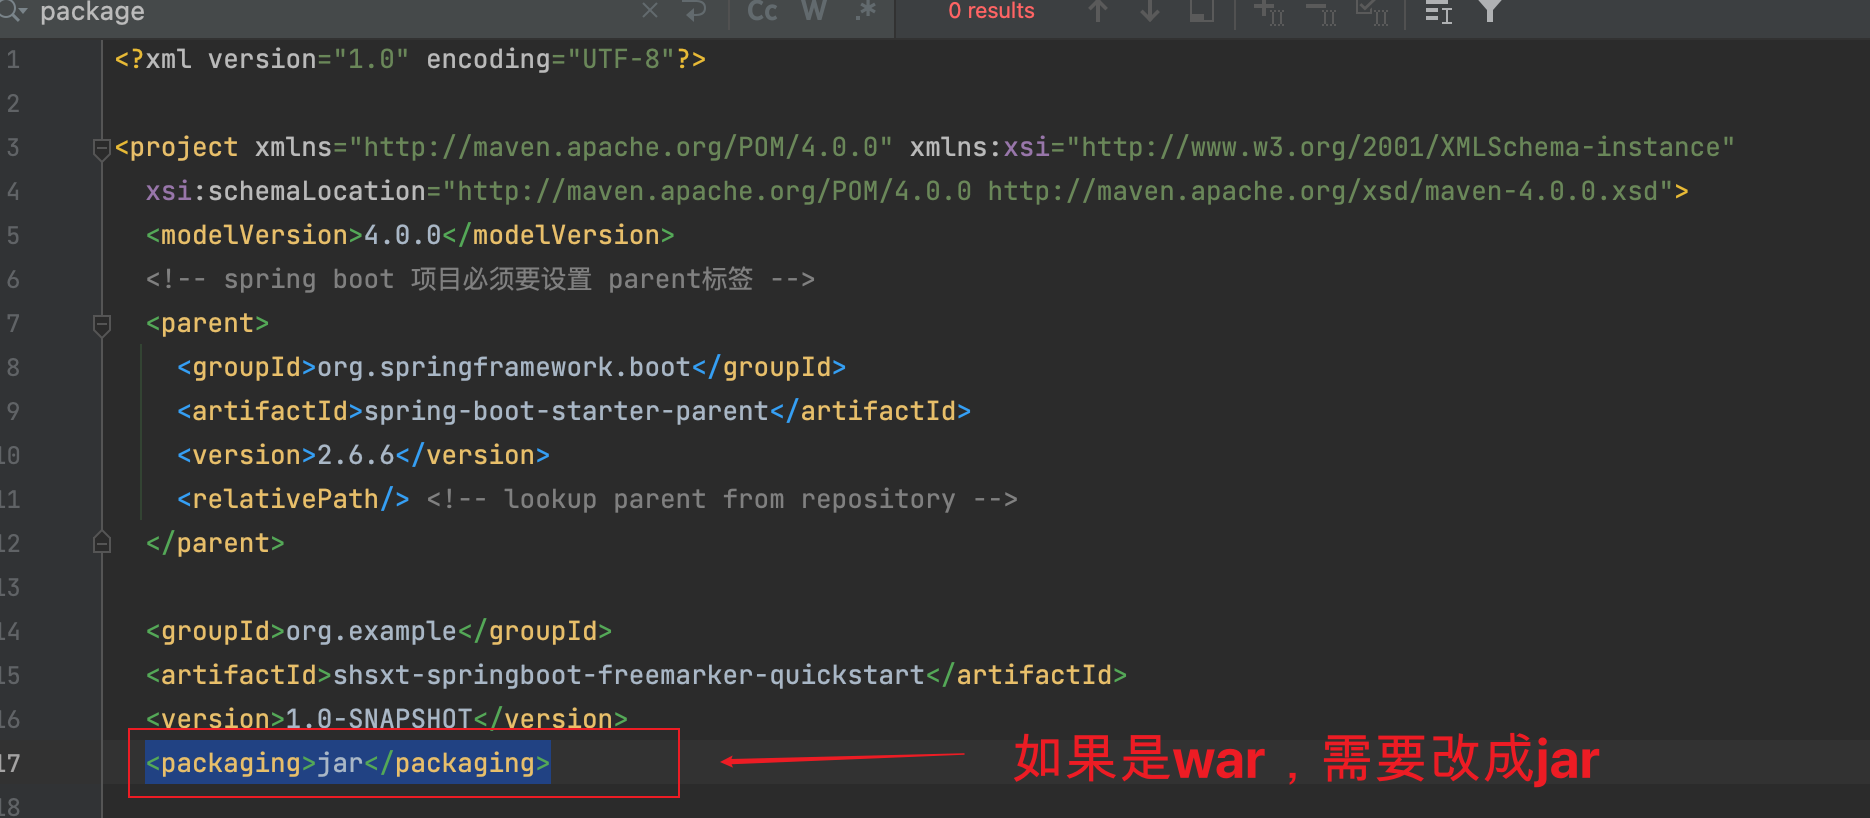 package
Cc W .* 0 results
1 <?xml version="1.0" encoding="UTF-8"?>
2
3 <project xmlns="http://maven.apache.org/POM/4.0.0" xmlns:xsi="http://www.w3.org/2001/XMLSchema-instance"
4 xsi:schemaLocation="http://maven.apache.org/POM/4.0.0 http://maven.apache.org/xsd/maven-4.0.0.xsd">
5 <modelVersion>4.0.0</modelVersion>
6 <!-- spring boot 项目必须要设置 parent标签 -->
7 <parent>
8 <groupId>org.springframework.boot</groupId>
9 <artifactId>spring-boot-starter-parent</artifactId>
10 <version>2.6.6</version>
11 <relativePath/> <!-- lookup parent from repository -->
12 </parent>
13
14 <groupId>org.example</groupId>
15 <artifactId>shsxt-springboot-freemarker-quickstart</artifactId>
16 <version>1.0-SNAPSHOT</version>
17 <packaging>jar</packaging>
如果是war，需要改成jar
18